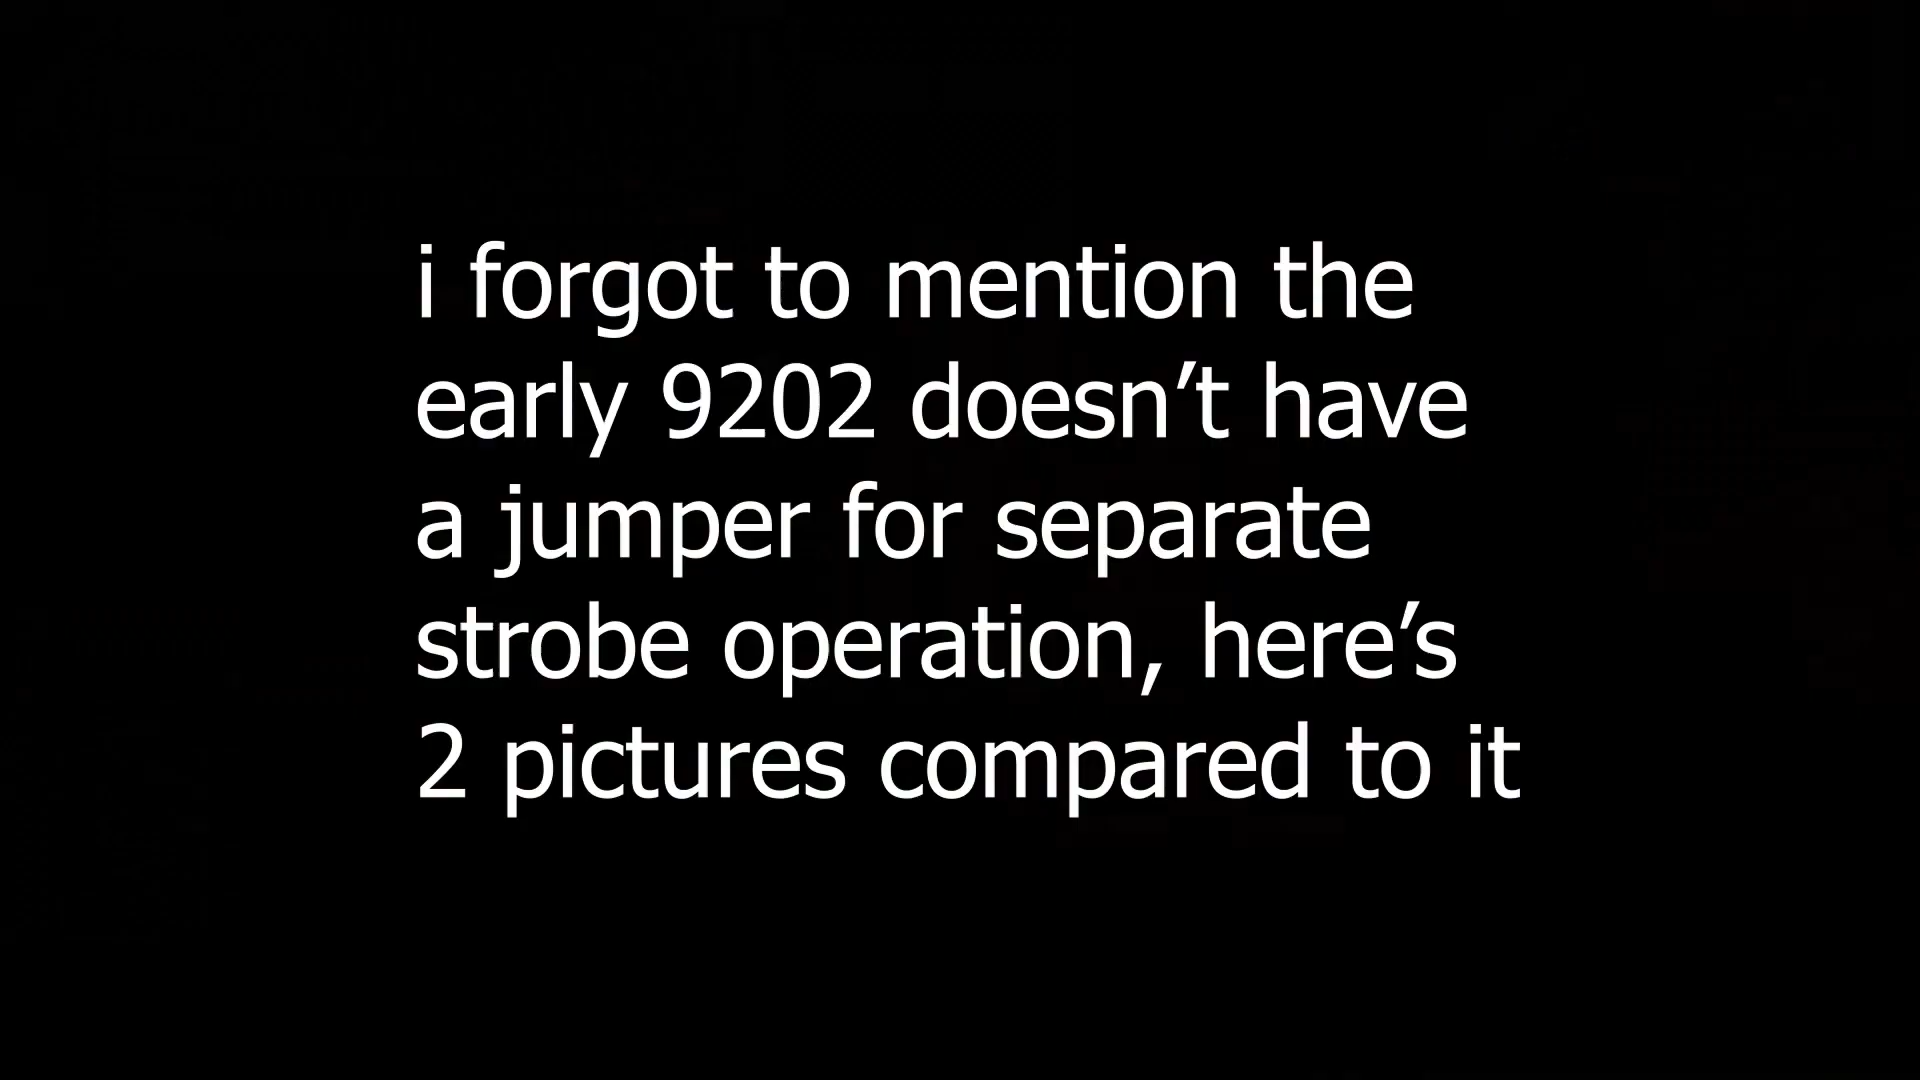 i forgot to mention the
early 9202 doesn’t have
a jumper for separate
strobe operation, here’s
2 pictures compared to it